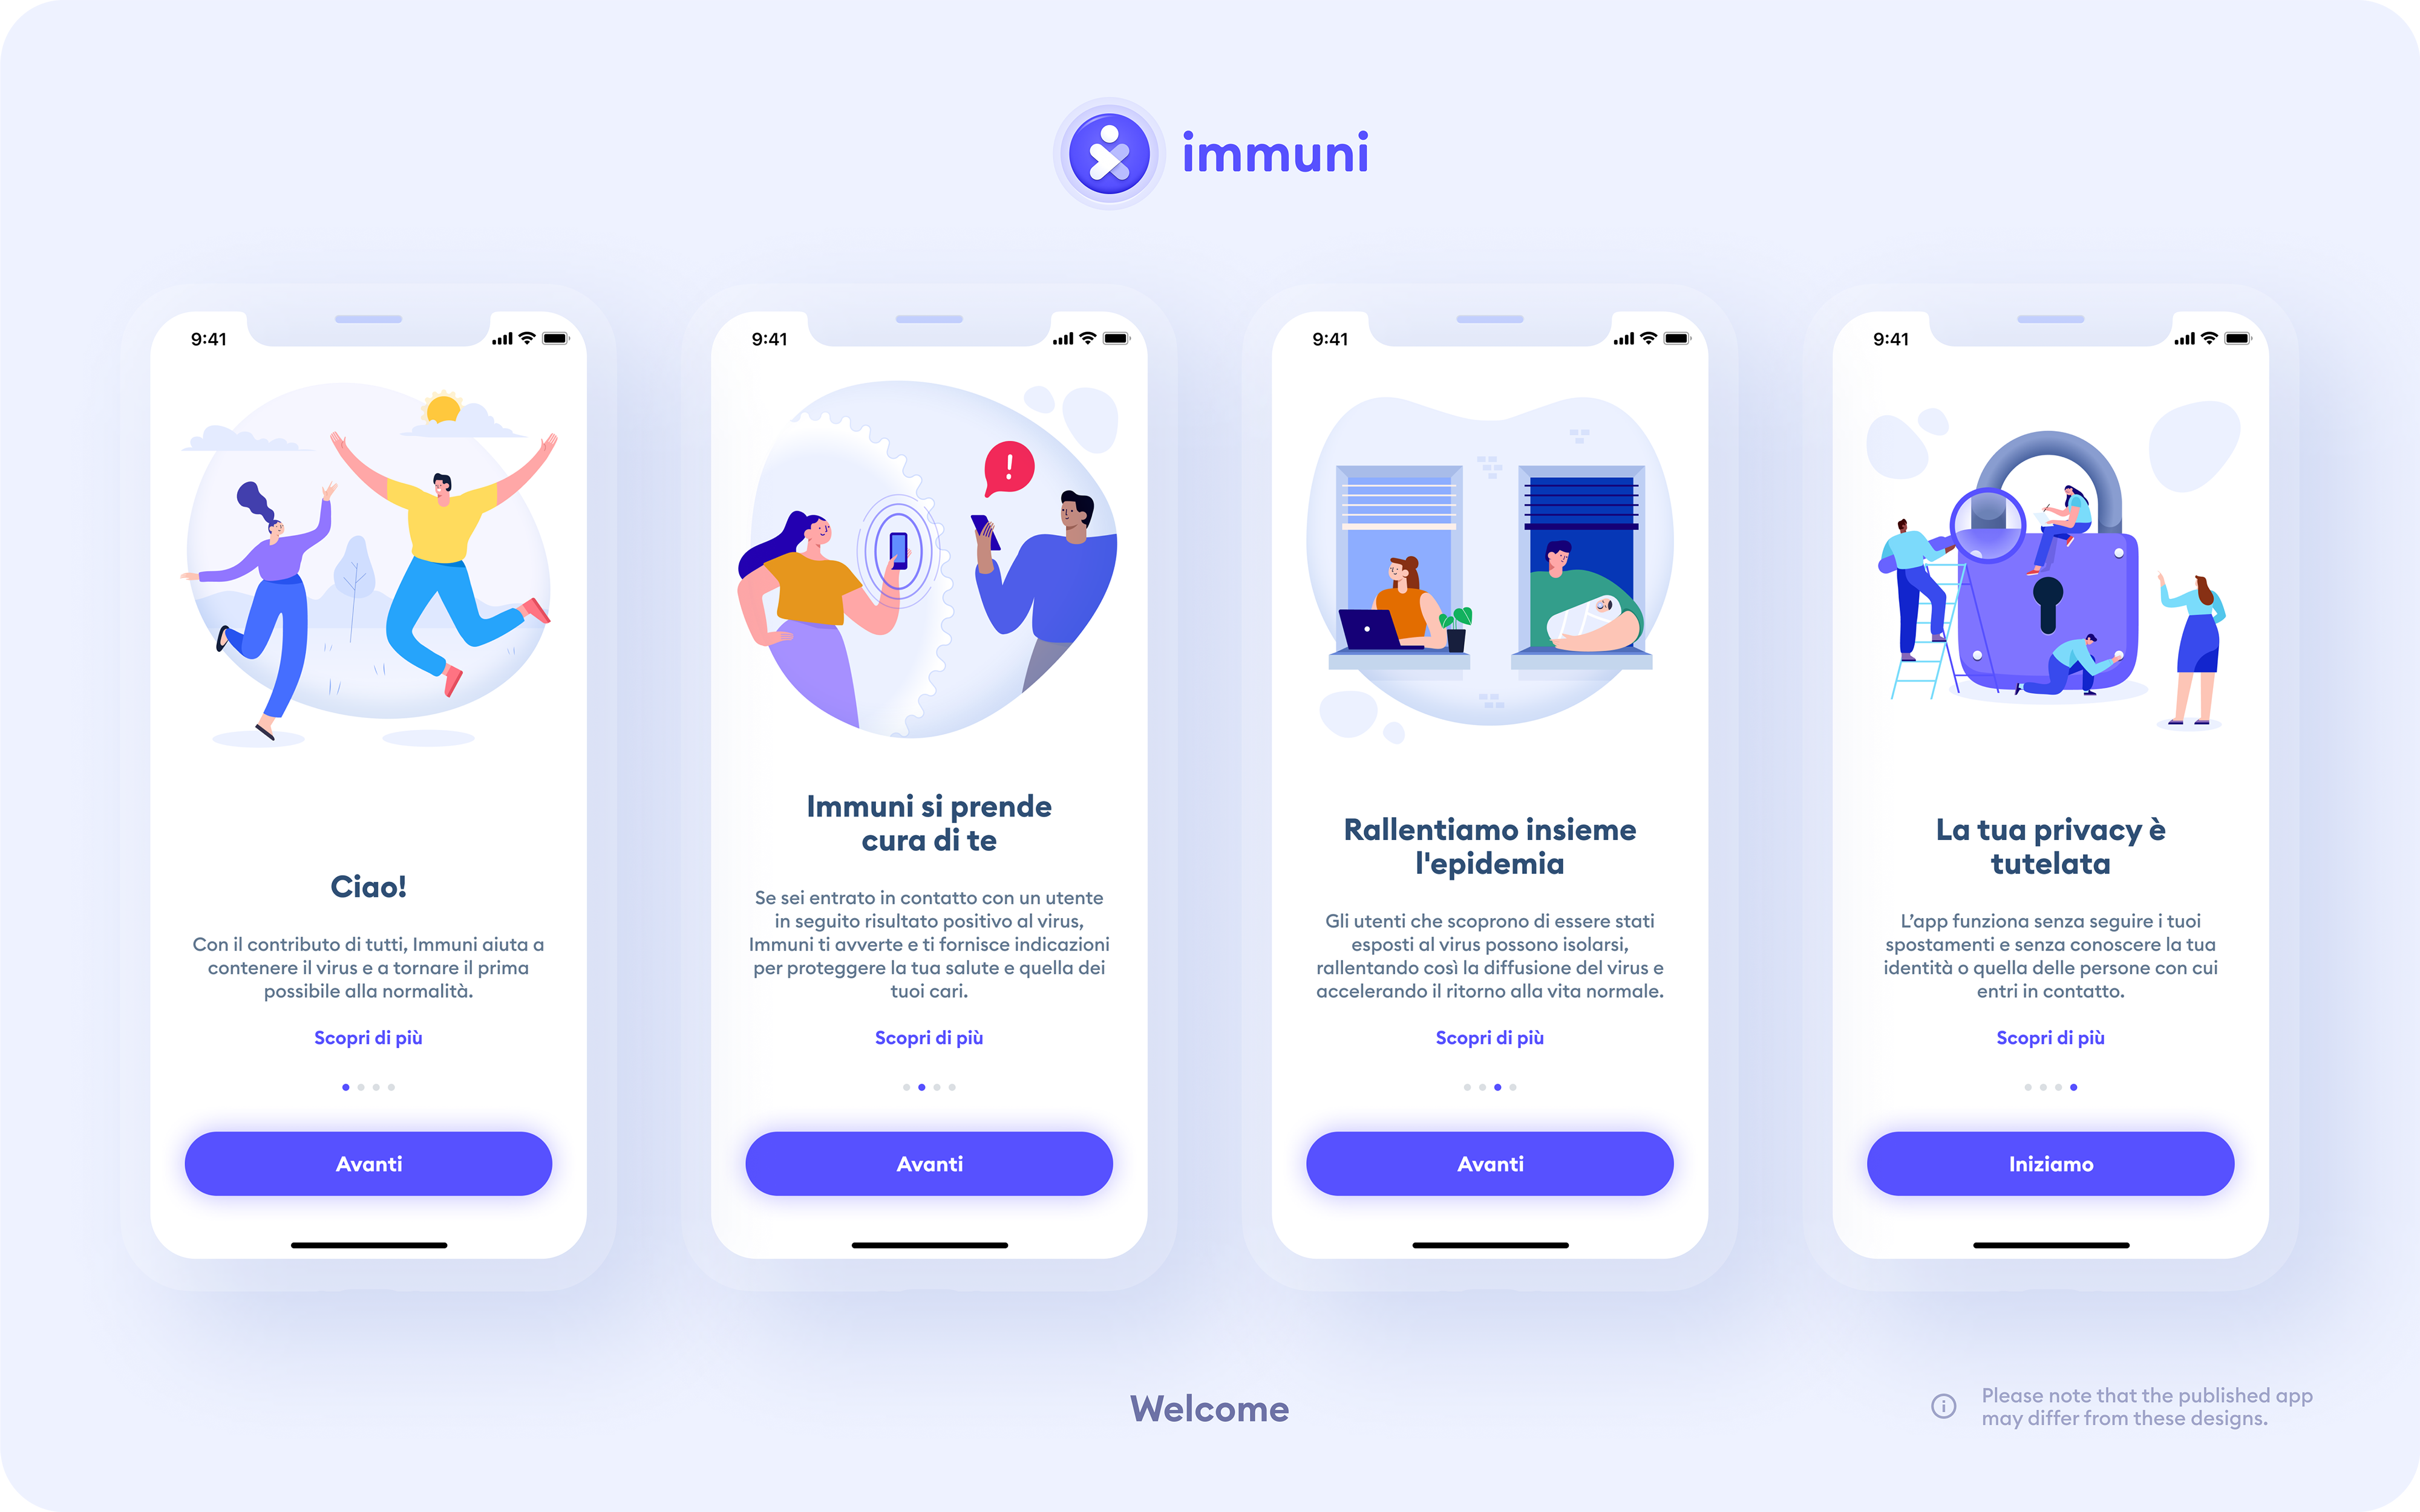 immuni
9:41
Ciao!
Con il contributo di tutti, Immuni aiuta a
contenere il virus e a tornare il prima
possibile alla normalità.
Scopri di più
Avanti
9:41
!
Immuni si prende
cura di te
Se sei entrato in contatto con un utente
in seguito risultato positivo al virus,
Immuni ti avverte e ti fornisce indicazioni
per proteggere la tua salute e quella dei
tuoi cari.
Scopri di più
Avanti
9:41
Rallentiamo insieme
l'epidemia
Gli utenti che scoprono di essere stati
esposti al virus possono isolarsi,
rallentando così la diffusione del virus e
accelerando il ritorno alla vita normale.
Scopri di più
Avanti
9:41
La tua privacy è
tutelata
L’app funziona senza seguire i tuoi
spostamenti e senza conoscere la tua
identità o quella delle persone con cui
entri in contatto.
Scopri di più
Iniziamo
Welcome
Please note that the published app
may differ from these designs.